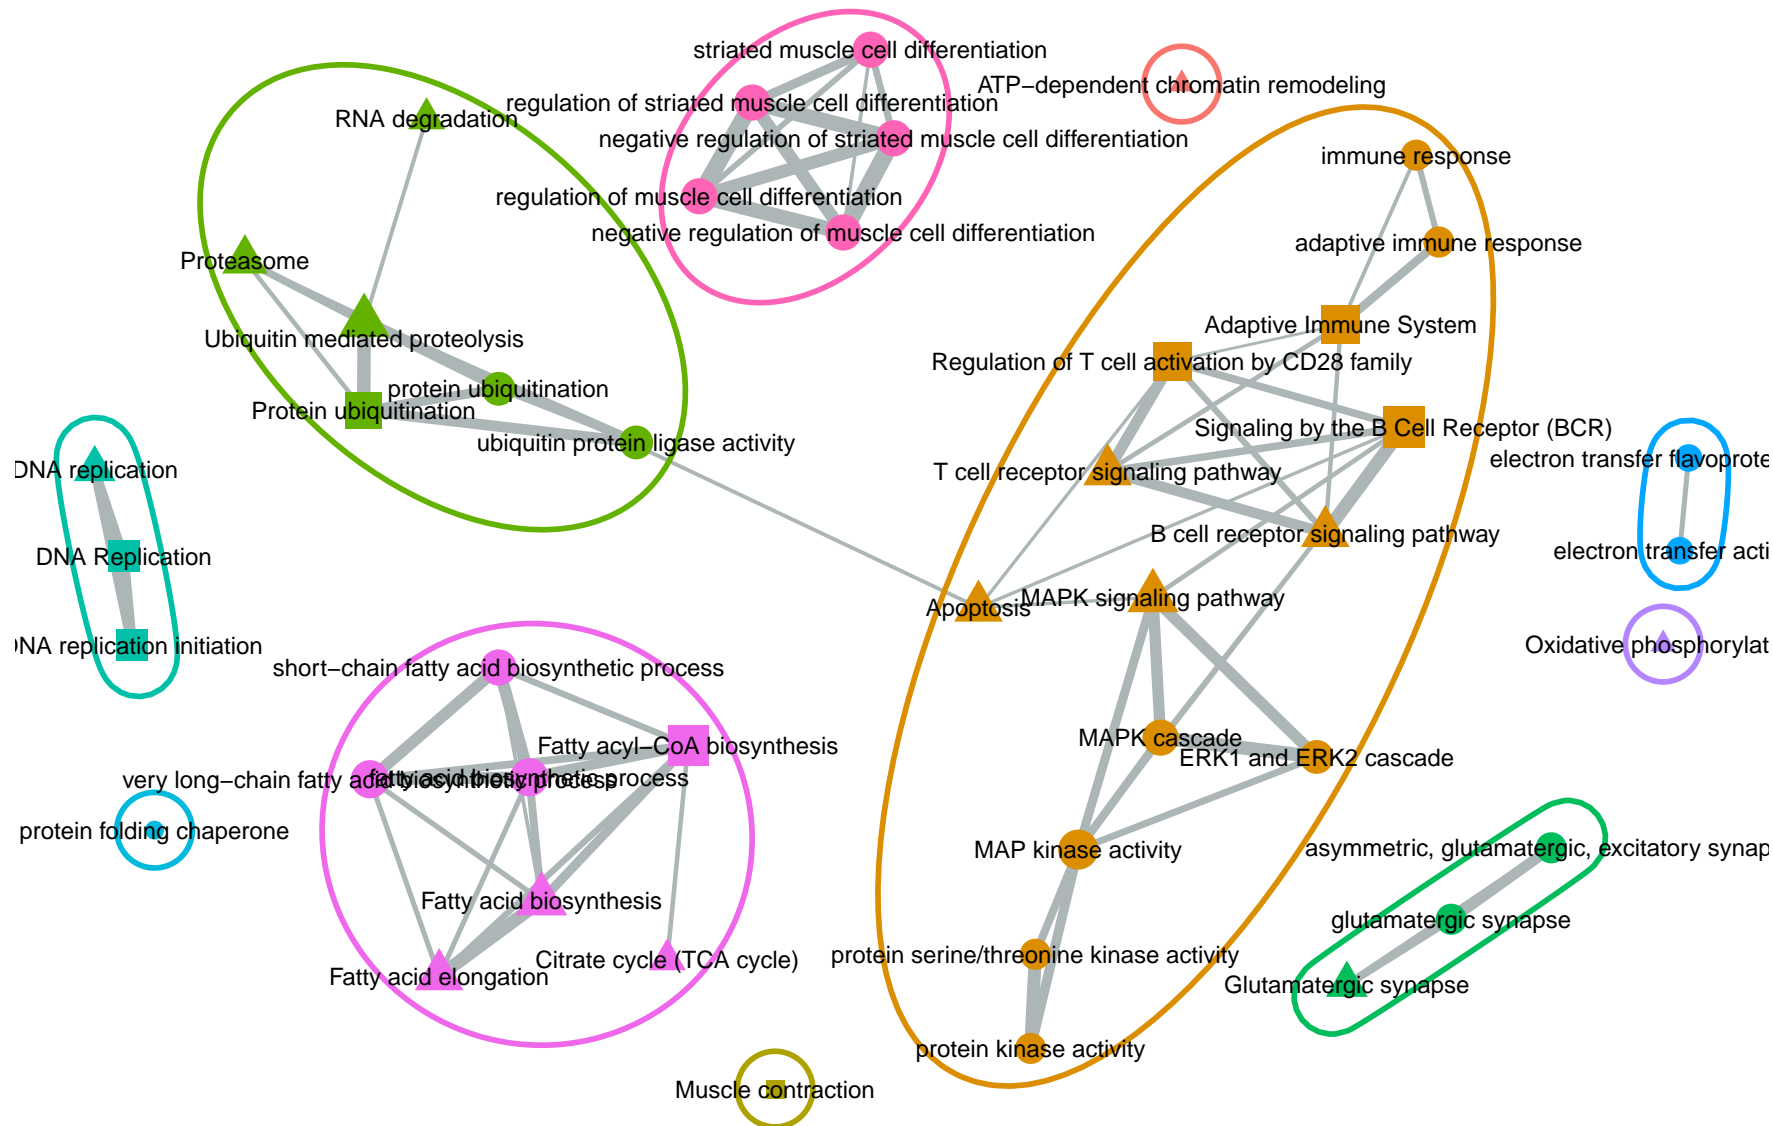 striated muscle cell differentiation
ATP−dependent chromatin remodeling
regulation of striated muscle cell differentiation
RNA degradation
negative regulation of striated muscle cell differentiation
immune response
regulation of muscle cell differentiation
negative regulation of muscle cell differentiation
adaptive immune response
Proteasome
Adaptive Immune System
Ubiquitin mediated proteolysis
Regulation of T cell activation by CD28 family
protein ubiquitination
Protein ubiquitination
Signaling by the B Cell Receptor (BCR)
ubiquitin protein ligase activity
electron transfer flavoprote
DNA replication
T cell receptor signaling pathway
B cell receptor signaling pathway
electron transfer acti
DNA Replication
MAPK signaling pathway
Apoptosis
NA replication initiation
Oxidative phosphorylat
short−chain fatty acid biosynthetic process
MAPK cascade
Fatty acyl−CoA biosynthesis
ERK1 and ERK2 cascade
fatty acid biosynthetic process
very long−chain fatty acid biosynthetic process
protein folding chaperone
MAP kinase activity
asymmetric, glutamatergic, excitatory synap
Fatty acid biosynthesis
glutamatergic synapse
protein serine/threonine kinase activity
Citrate cycle (TCA cycle)
Fatty acid elongation
Glutamatergic synapse
protein kinase activity
Muscle contraction